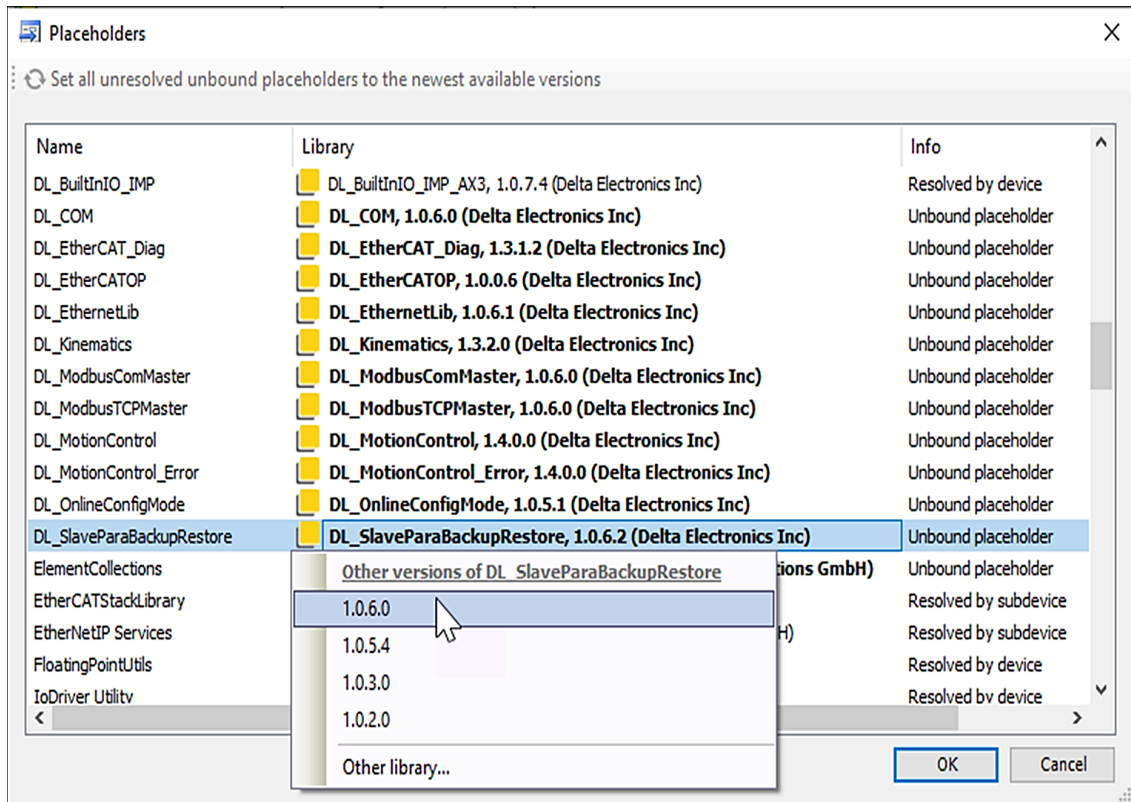 Placeholders
Set all unresolved unbound placeholders to the newest available versions
Name Library Info
DL_BuiltInIO_IMP DL_BuiltInIO_IMP_AX3, 1.0.7.4 (Delta Electronics Inc) Resolved by device
DL_COM DL_COM, 1.0.6.0 (Delta Electronics Inc) Unbound placeholder
DL_EtherCAT_Diag DL_EtherCAT_Diag, 1.3.1.2 (Delta Electronics Inc) Unbound placeholder
DL_EtherCATOP DL_EtherCATOP, 1.0.0.6 (Delta Electronics Inc) Unbound placeholder
DL_EthernetLib DL_EthernetLib, 1.0.6.1 (Delta Electronics Inc) Unbound placeholder
DL_Kinematics DL_Kinematics, 1.3.2.0 (Delta Electronics Inc) Unbound placeholder
DL_ModbusComMaster DL_ModbusComMaster, 1.0.6.0 (Delta Electronics Inc) Unbound placeholder
DL_ModbusTCPMaster DL_ModbusTCPMaster, 1.0.6.0 (Delta Electronics Inc) Unbound placeholder
DL_MotionControl DL_MotionControl, 1.4.0.0 (Delta Electronics Inc) Unbound placeholder
DL_MotionControl_Error DL_MotionControl_Error, 1.4.0.0 (Delta Electronics Inc) Unbound placeholder
DL_OnlineConfigMode DL_OnlineConfigMode, 1.0.5.1 (Delta Electronics Inc) Unbound placeholder
DL_SlaveParaBackupRestore DL_SlaveParaBackupRestore, 1.0.6.2 (Delta Electronics Inc) Unbound placeholder
ElementCollections tions GmbH) Unbound placeholder
EtherCATStackLibrary Resolved by subdevice
EtherNetIP Services H) Resolved by subdevice
FloatingPointUtils Resolved by device
IoDriver Utility Resolved by device
Other versions of DL_SlaveParaBackupRestore
1.0.6.0
1.0.5.4
1.0.3.0
1.0.2.0
Other library...
OK Cancel